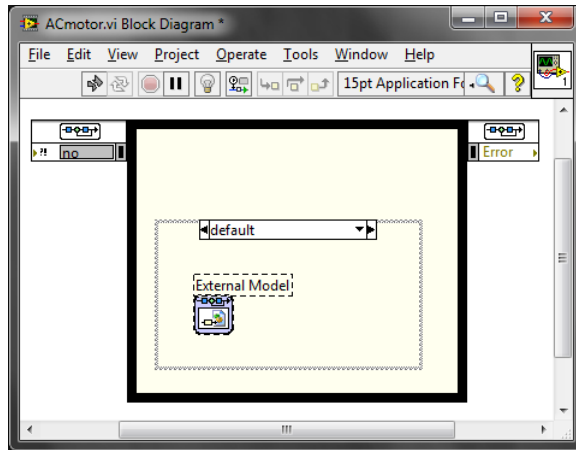 ACmotor.vi Block Diagram *
File Edit View Project Operate Tools Window Help
15pt Application Fo
1
?! no
Error
default
External Model